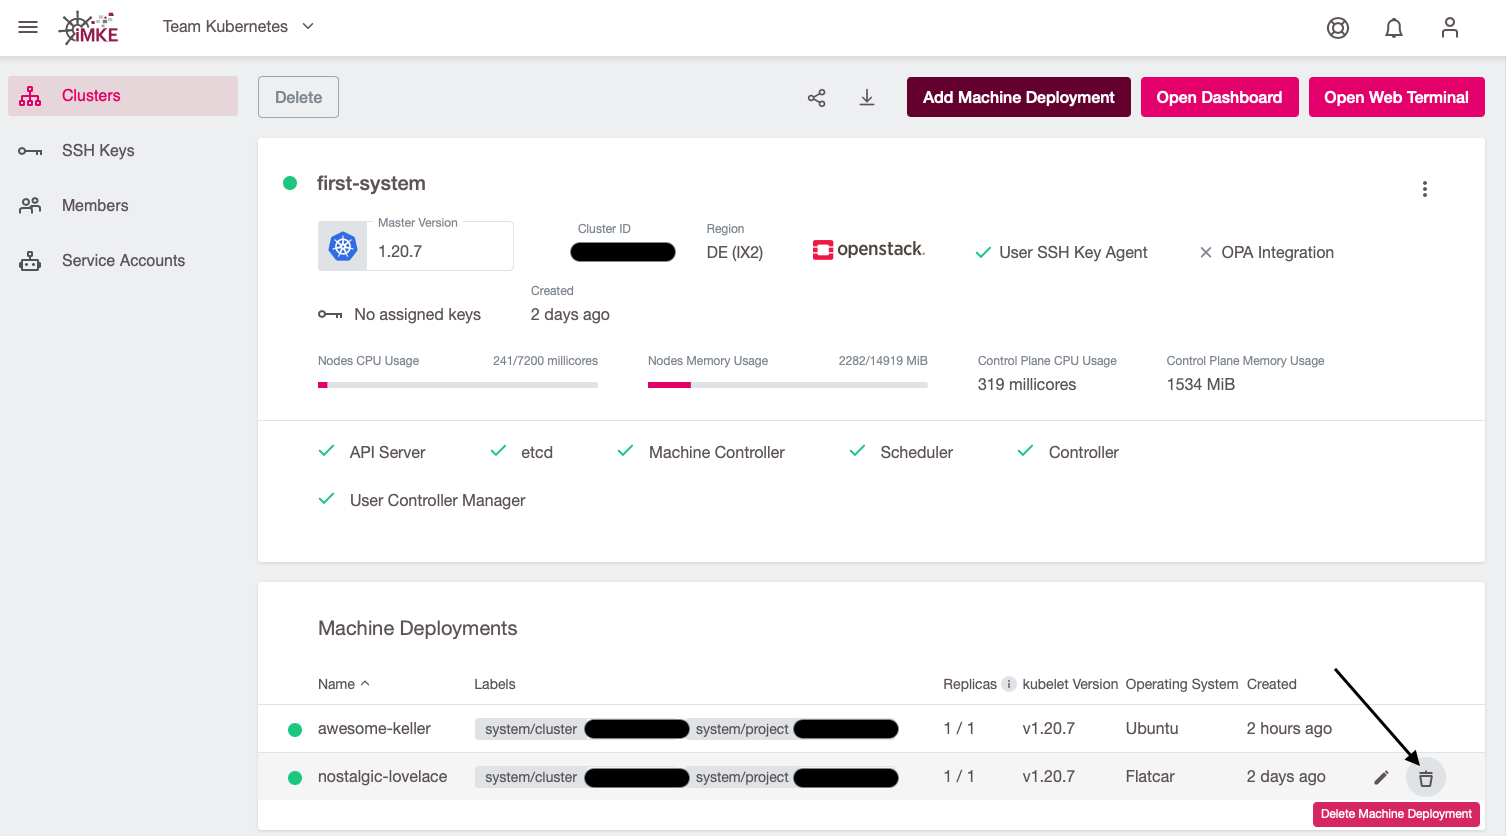 iMKE
Team Kubernetes
Clusters
SSH Keys
Members
Service Accounts
Delete
Add Machine Deployment
Open Dashboard
Open Web Terminal
first-system
Master Version
1.20.7
Cluster ID
Region
DE (IX2)
openstack.
User SSH Key Agent
OPA Integration
No assigned keys
Created
2 days ago
Nodes CPU Usage 241/7200 millicores
Nodes Memory Usage 2282/14919 MiB
Control Plane CPU Usage
319 millicores
Control Plane Memory Usage
1534 MiB
API Server
etcd
Machine Controller
Scheduler
Controller
User Controller Manager
Machine Deployments
Name Labels Replicas i kubelet Version Operating System Created
awesome-keller system/cluster system/project 1 / 1 v1.20.7 Ubuntu 2 hours ago
nostalgic-lovelace system/cluster system/project 1 / 1 v1.20.7 Flatcar 2 days ago
Delete Machine Deployment